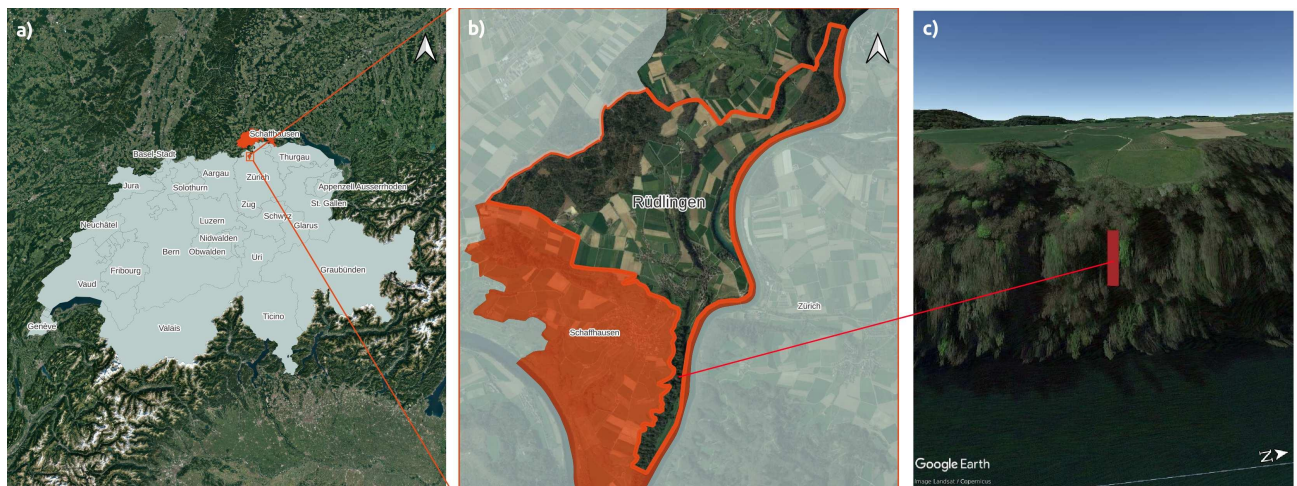 a)
Schaffhausen
Basel-Stadt
Thurgau
Aargau
Zürich
Jura
Solothurn
Appenzell Ausserrhoden
Zug
St. Gallen
Luzern
Schwyz
Neuchâtel
Glarus
Nidwalden
Bern
Obwalden
Uri
Fribourg
Graubünden
Vaud
Genève
Valais
Ticino
b)
Rüdlingen
Zürich
Schaffhausen
c)
N
Google Earth
Image Landsat / Copernicus